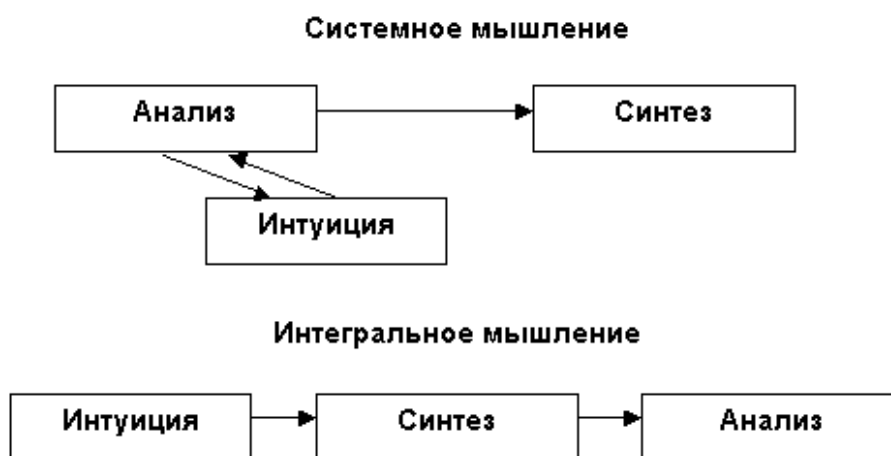 Системное мышление
Анализ
Синтез
Интуиция
Интегральное мышление
Интуиция
Синтез
Анализ